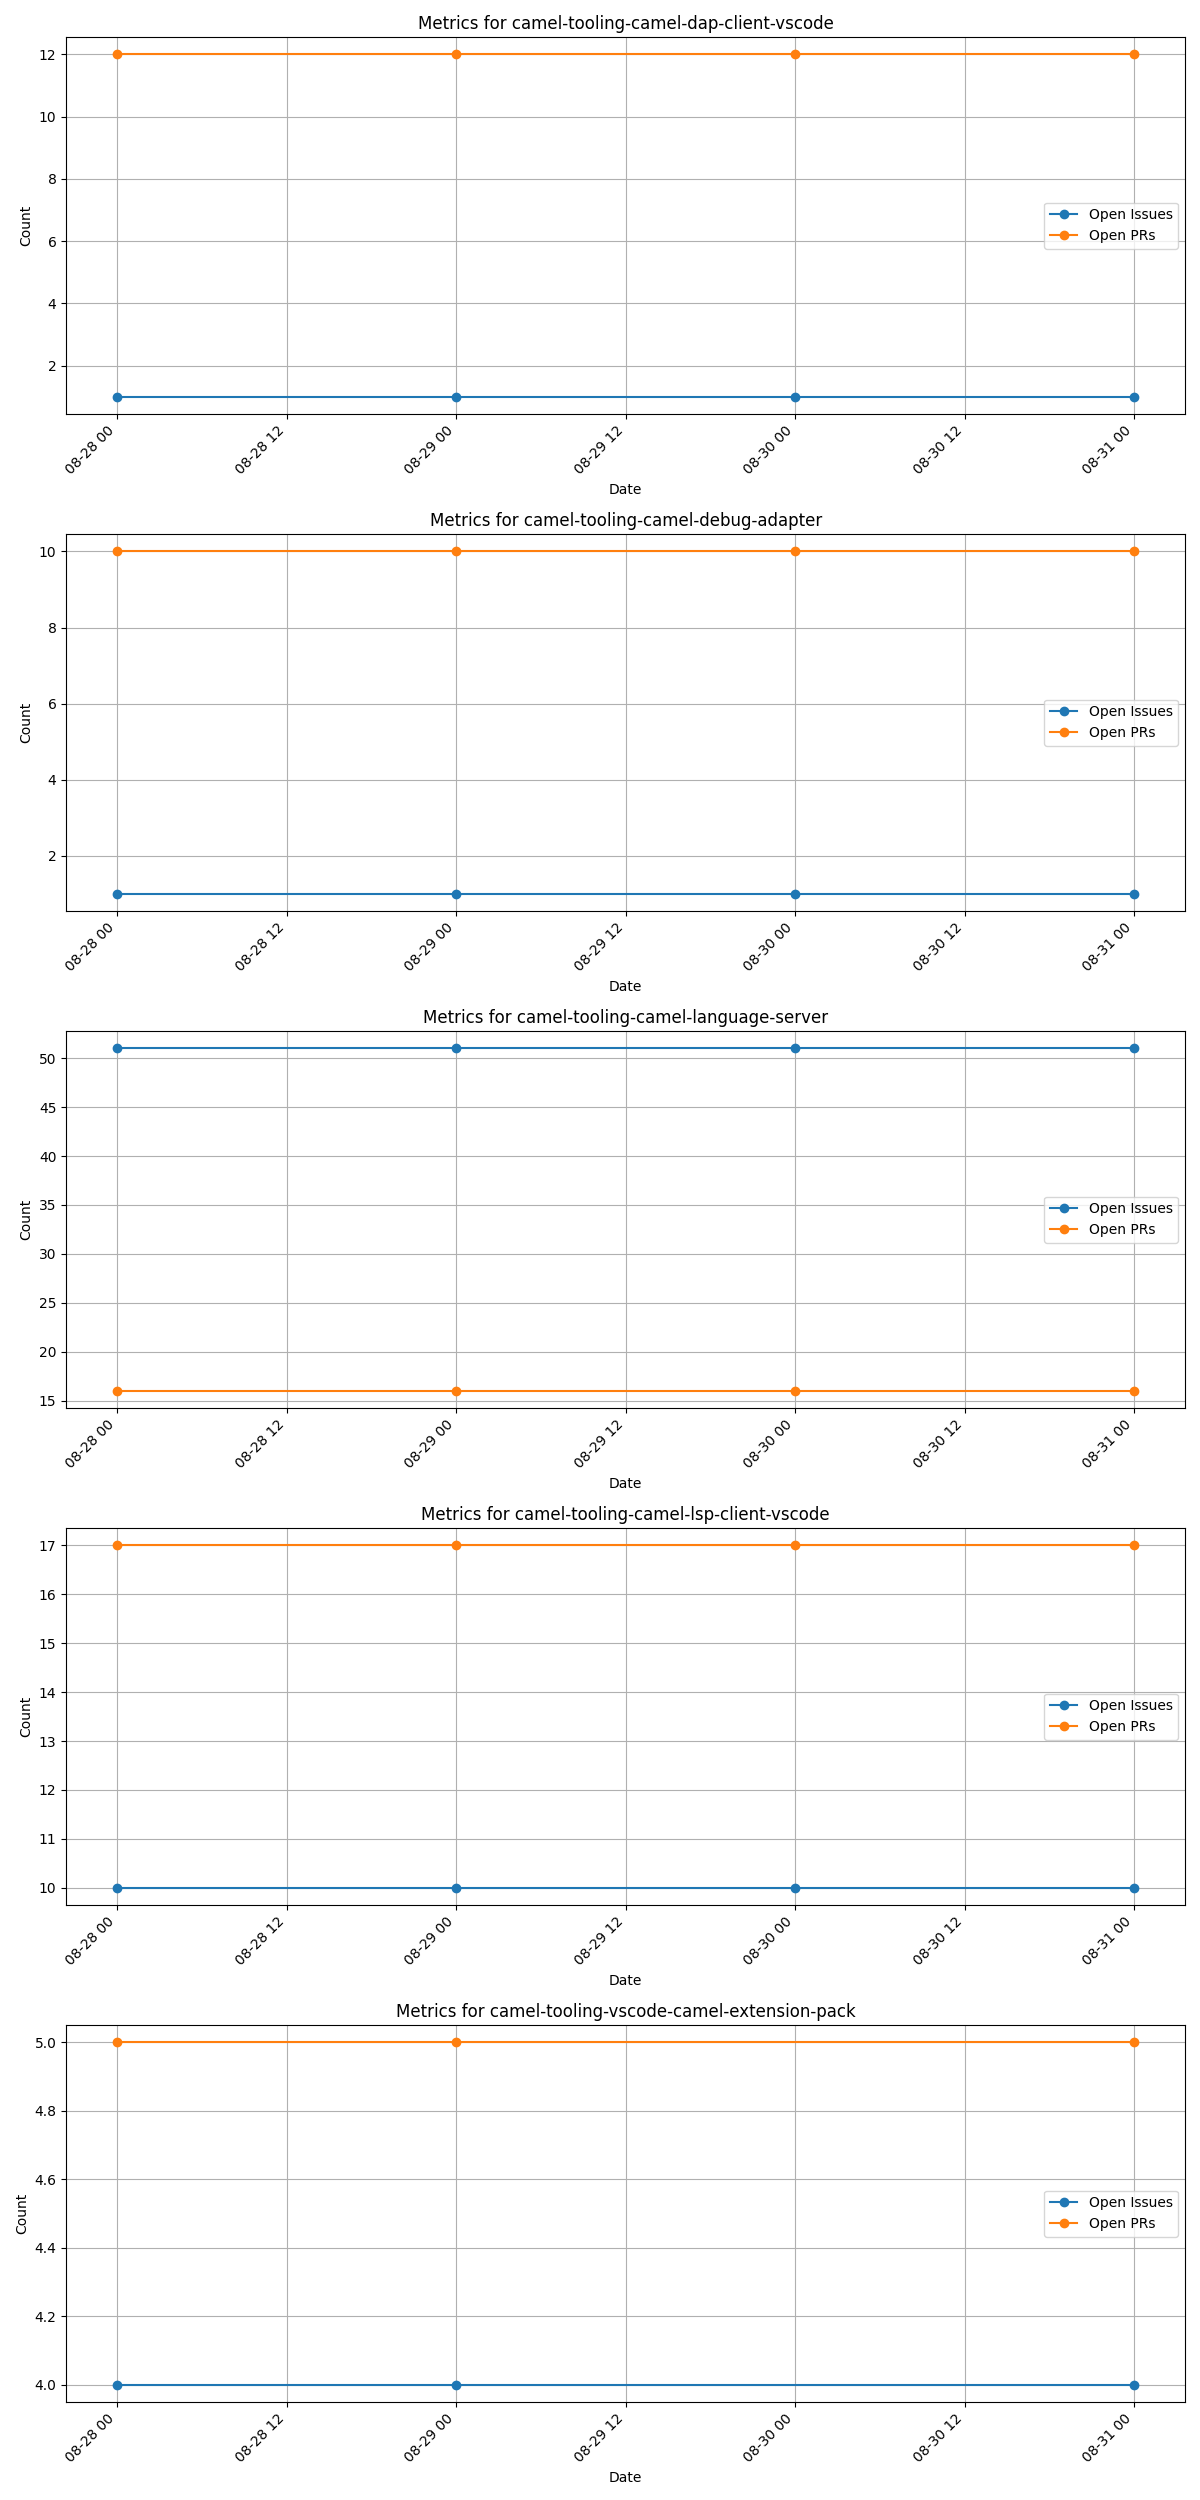 Metrics for camel-tooling-camel-dap-client-vscode
12
10
8
6
4
2
Count
Open Issues
Open PRs
08-28 00
08-28 12
08-29 00
08-29 12
08-30 00
08-30 12
08-31 00
Date
Metrics for camel-tooling-camel-debug-adapter
10
8
6
4
2
Count
Open Issues
Open PRs
08-28 00
08-28 12
08-29 00
08-29 12
08-30 00
08-30 12
08-31 00
Date
Metrics for camel-tooling-camel-language-server
50
45
40
35
30
25
20
15
Count
Open Issues
Open PRs
08-28 00
08-28 12
08-29 00
08-29 12
08-30 00
08-30 12
08-31 00
Date
Metrics for camel-tooling-camel-lsp-client-vscode
17
16
15
14
13
12
11
10
Count
Open Issues
Open PRs
08-28 00
08-28 12
08-29 00
08-29 12
08-30 00
08-30 12
08-31 00
Date
Metrics for camel-tooling-vscode-camel-extension-pack
5.0
4.8
4.6
4.4
4.2
4.0
Count
Open Issues
Open PRs
08-28 00
08-28 12
08-29 00
08-29 12
08-30 00
08-30 12
08-31 00
Date